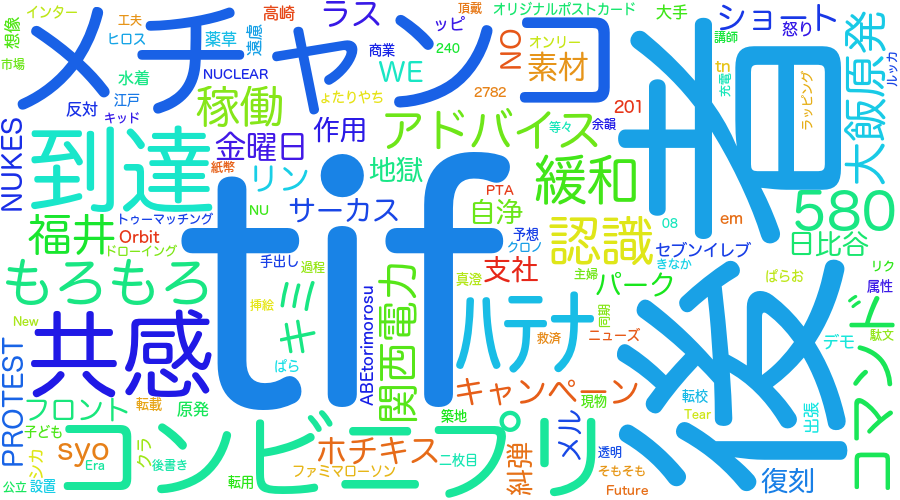 インター
工夫
高崎
ラス
ッピ
頂戴
オリジナルポストカード
大手
ショート
想像
ヒロス
薬草
遠慮
商業
240
オンリー
NO
講師
怒り
市場
メチャンコ
水着
NUCLEAR
WE
素材
者
tri
充電
大飯原発
ルッカ
反対
江戸
キッド
稼働
ょたりやち
2782
201
ラッピング
NUKES
到達
金曜日
作用
アドバイス
等々
余韻
紙幣
リン
地獄
緩和
PTA
580
福井
トゥーマッチング
NU
サーカス
自浄
予想
クロノ
認識
08
em
日比谷
Orbit
ドローイング
手出し
過程
tif
真澄
支社
主婦
きなか
セブンイレブ
リク
もろもろ
ミキ
挿絵
関西電力
パーク
ぱらお
属性
New
共感
ABEtorimorosu
ハテナ
同期
ニューズ
救済
後
デモ
駄文
コマンド
PROTEST
ぱら
フロント
転載
原発
キャンペーン
現物
転校
Tear
子ども
築地
出張
シカ
syo
Era
クラ
後書き
コンビニプリ
ホチキス
ファミマローソン
二枚目
糾弾
メル
透明
そもそも
復刻
公立
設置
転用
Future